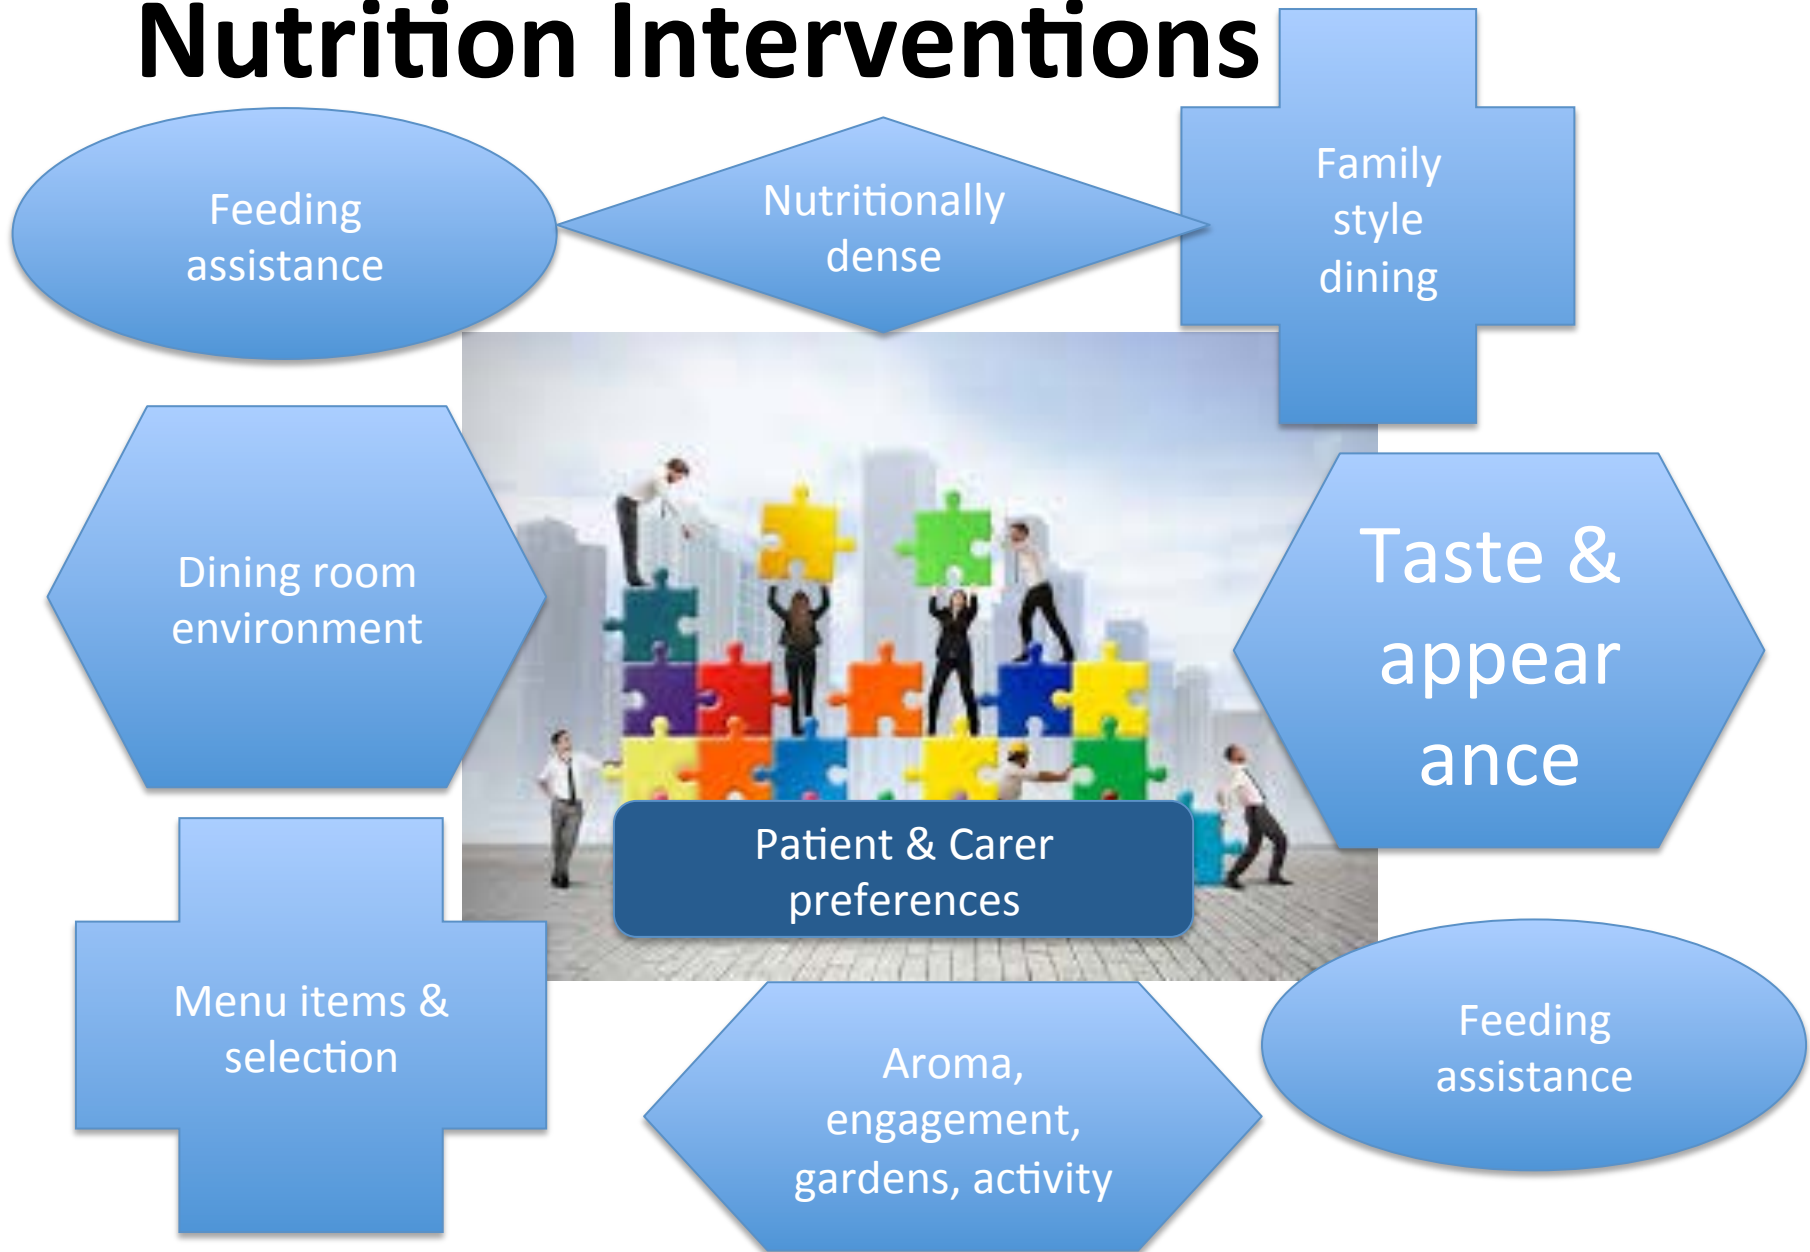 Nutrition Interventions
Feeding
assistance
Nutritionally
dense
Family
style
dining
Dining room
environment
Taste &
appear
ance
Patient & Carer
preferences
Menu items &
selection
Aroma,
engagement,
gardens, activity
Feeding
assistance